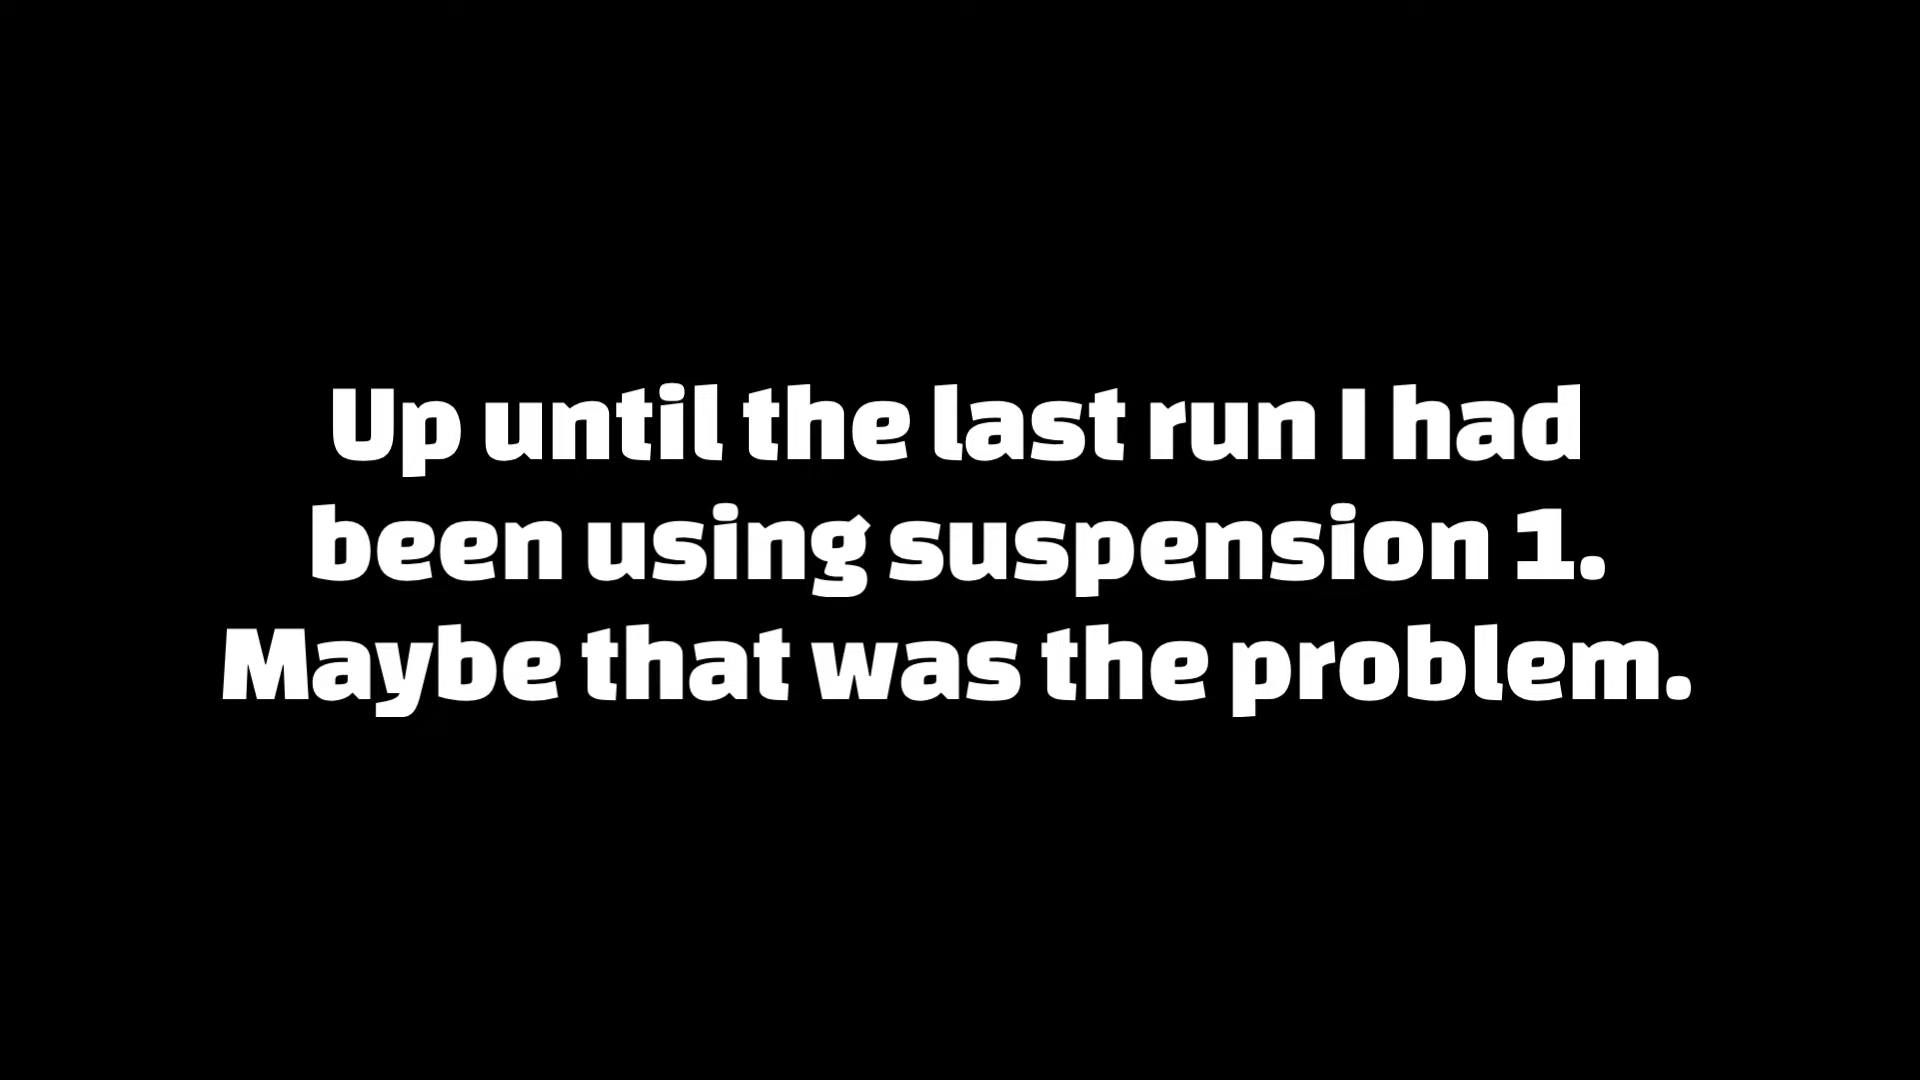 Up until the last run I had
been using suspension 1.
Maybe that was the problem.